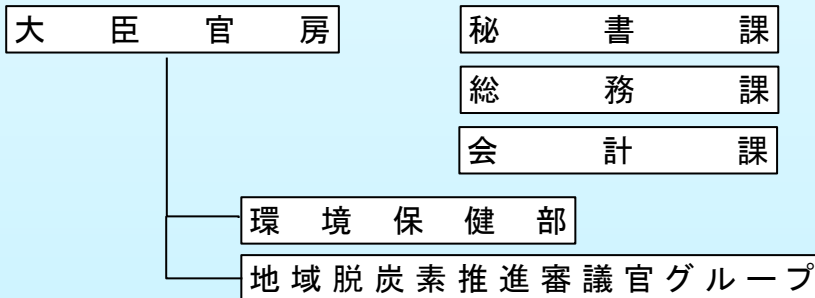 大臣官房
秘書課
総務課
会計課
環境保健部
地域脱炭素推進審議官グループ